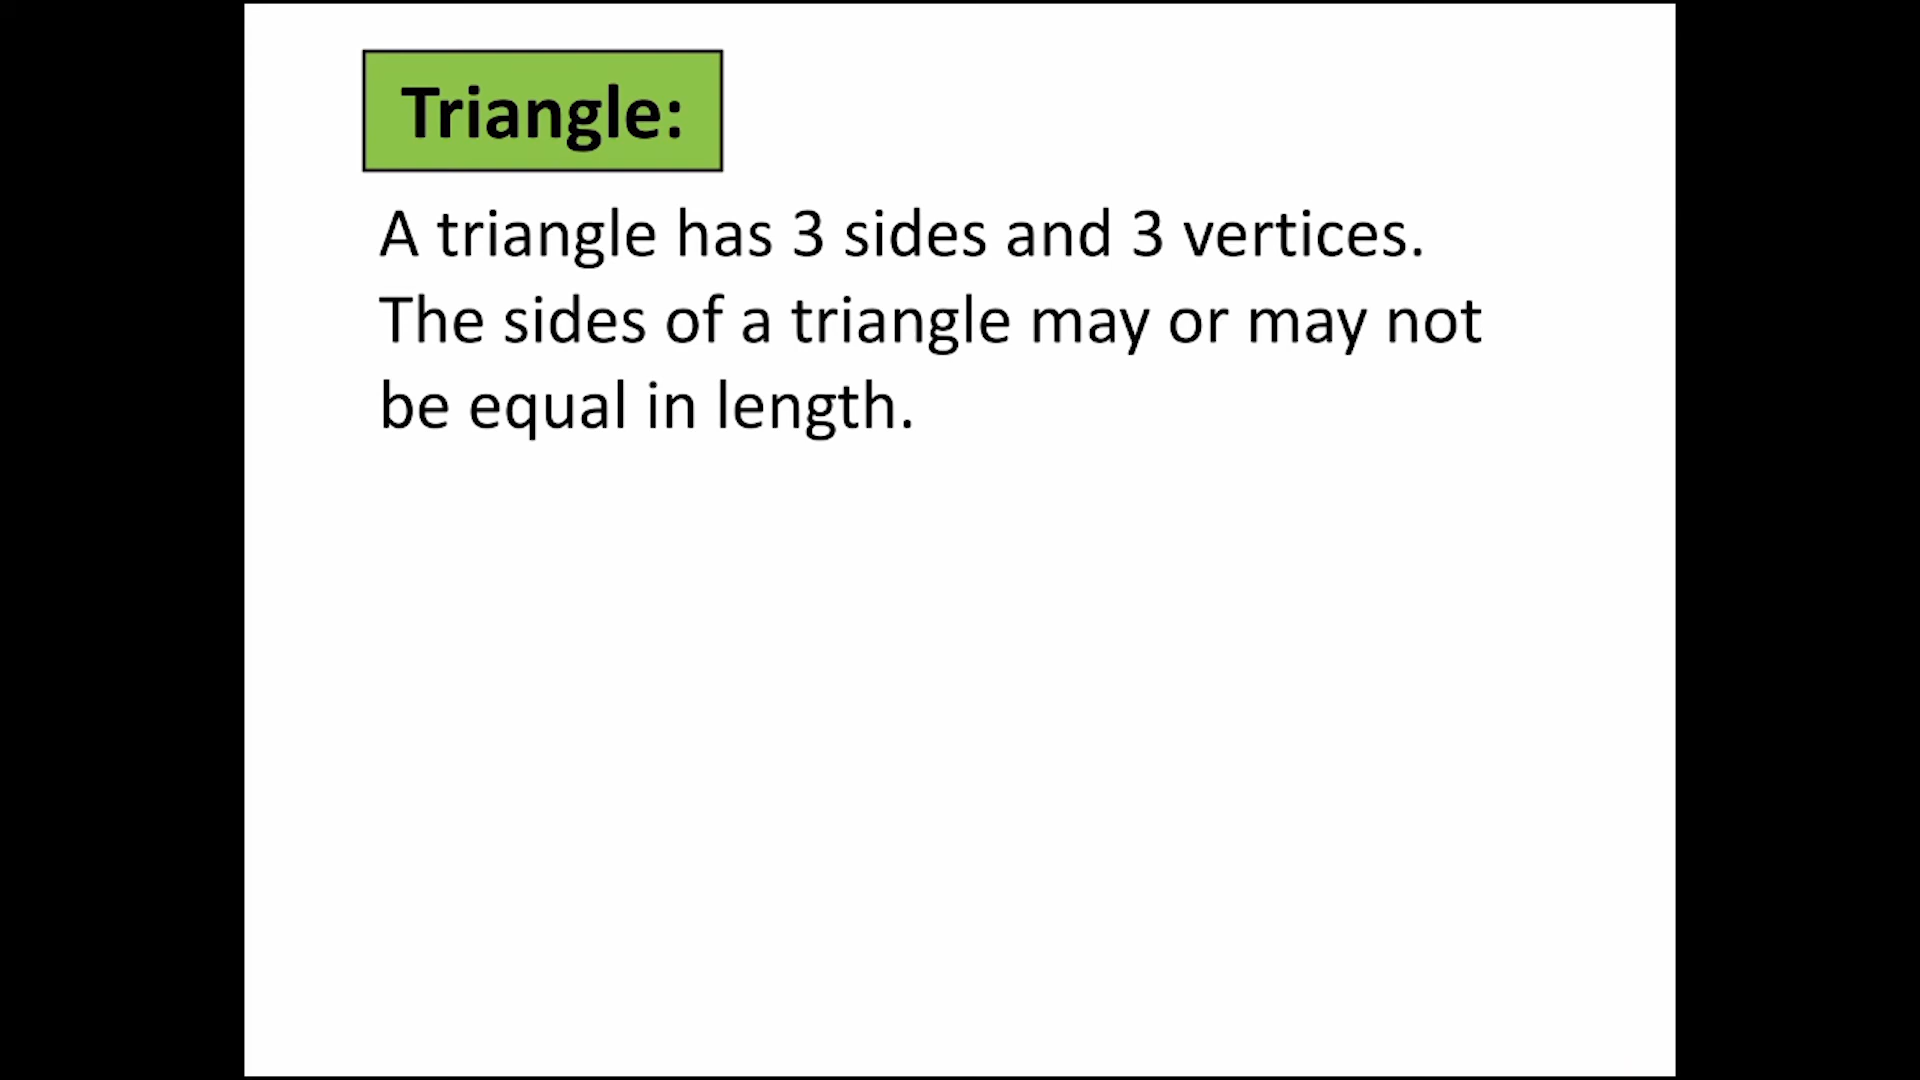 Triangle:
A triangle has 3 sides and 3 vertices.
The sides of a triangle may or may not
be equal in length.